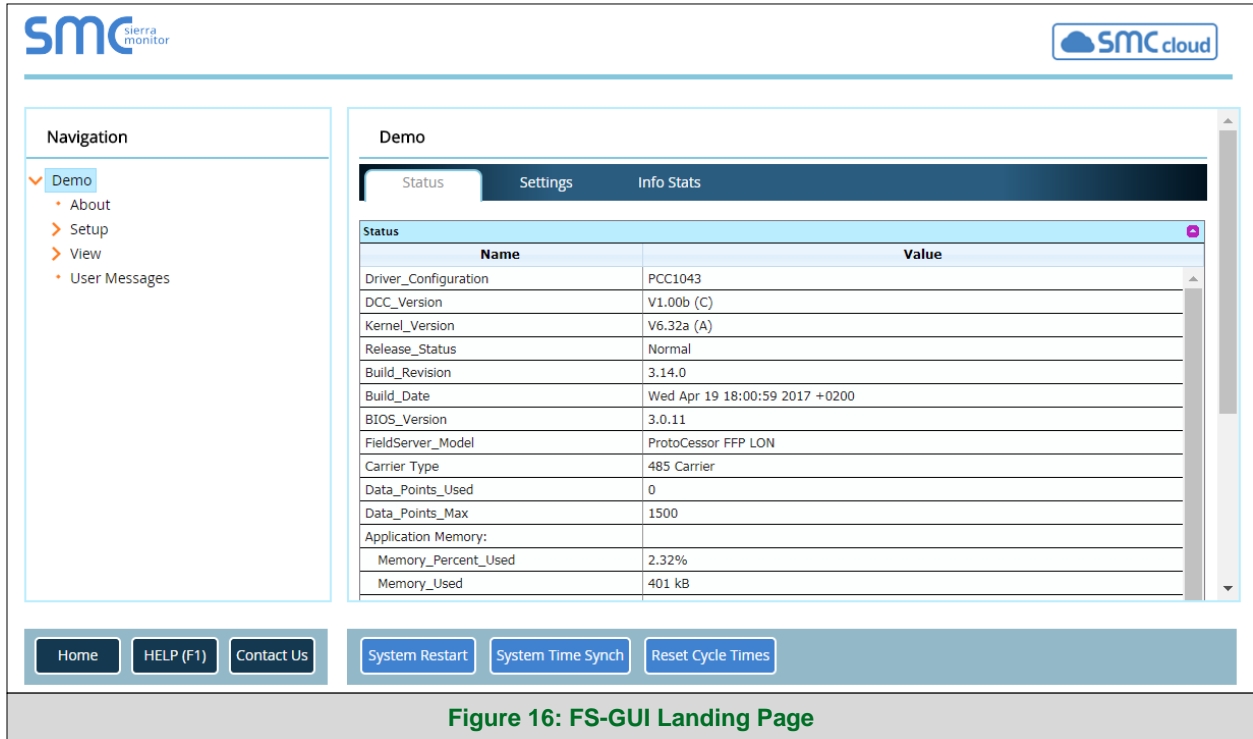 SMC sierra monitor
SMC cloud
Navigation
Demo
About
Setup
View
User Messages
Demo
Status Settings Info Stats
Status
Name Value
Driver_Configuration PCC1043
DCC_Version V1.00b (C)
Kernel_Version V6.32a (A)
Release_Status Normal
Build_Revision 3.14.0
Build_Date Wed Apr 19 18:00:59 2017 +0200
BIOS_Version 3.0.11
FieldServer_Model ProtoCessor FFP LON
Carrier Type 485 Carrier
Data_Points_Used 0
Data_Points_Max 1500
Application Memory:
Memory_Percent_Used 2.32%
Memory_Used 401 kB
Home HELP (F1) Contact Us
System Restart System Time Synch Reset Cycle Times
Figure 16: FS-GUI Landing Page